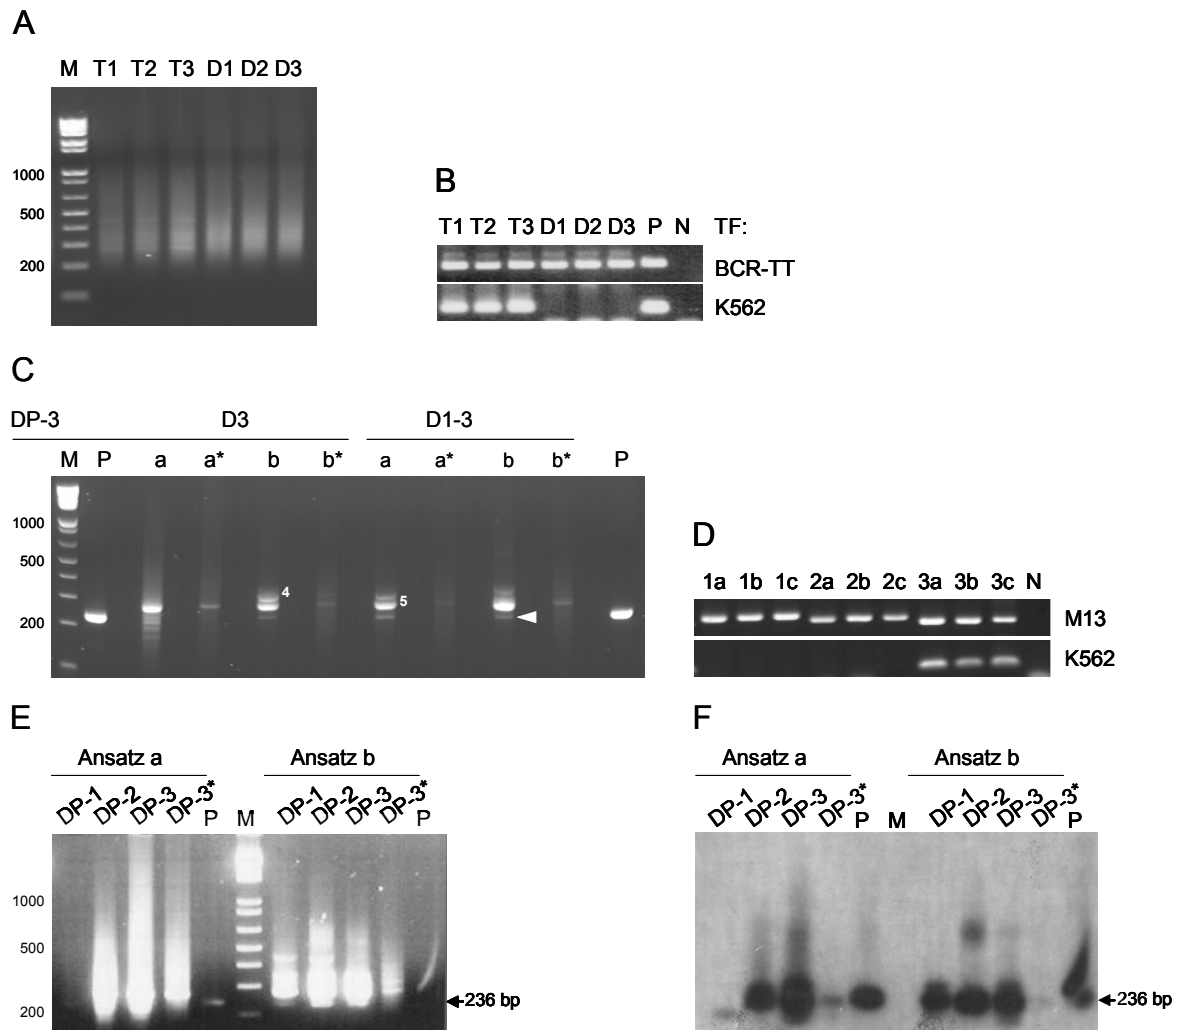 A
M T1 T2 T3 D1 D2 D3
1000
500
200
B
T1 T2 T3 D1 D2 D3 P N TF:
BCR-TT
K562
C
DP-3 D3 D1-3
M P a a* b b* a a* b b* P
1000
500
200
4
5
D
1a 1b 1c 2a 2b 2c 3a 3b 3c N
M13
K562
E
Ansatz a Ansatz b
DP-1 DP-2 DP-3 DP-3* P M DP-1 DP-2 DP-3 DP-3* P
1000
500
200
236 bp
F
Ansatz a Ansatz b
DP-1 DP-2 DP-3 DP-3* P M DP-1 DP-2 DP-3 DP-3* P
236 bp